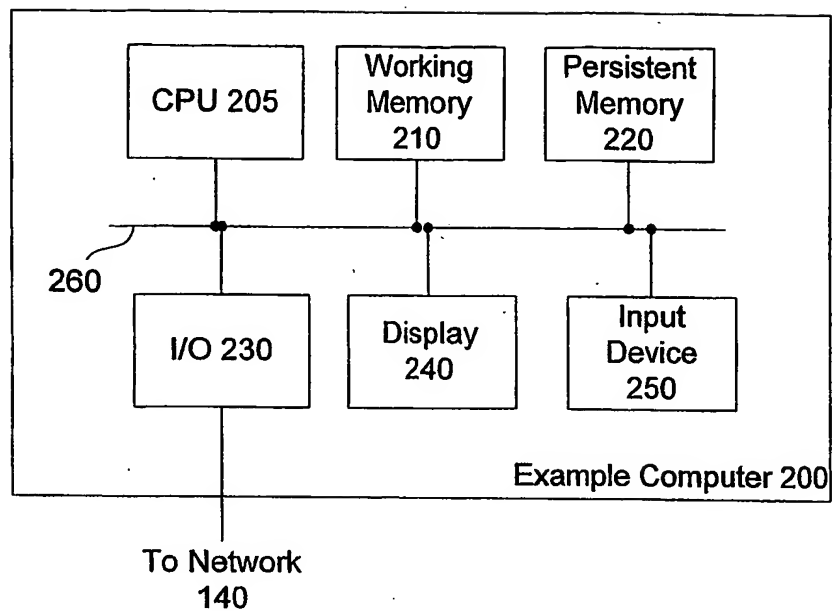 CPU 205
Working
Memory
210
Persistent
Memory
220
260
I/O 230
Display
240
Input
Device
250
Example Computer 200
To Network
140